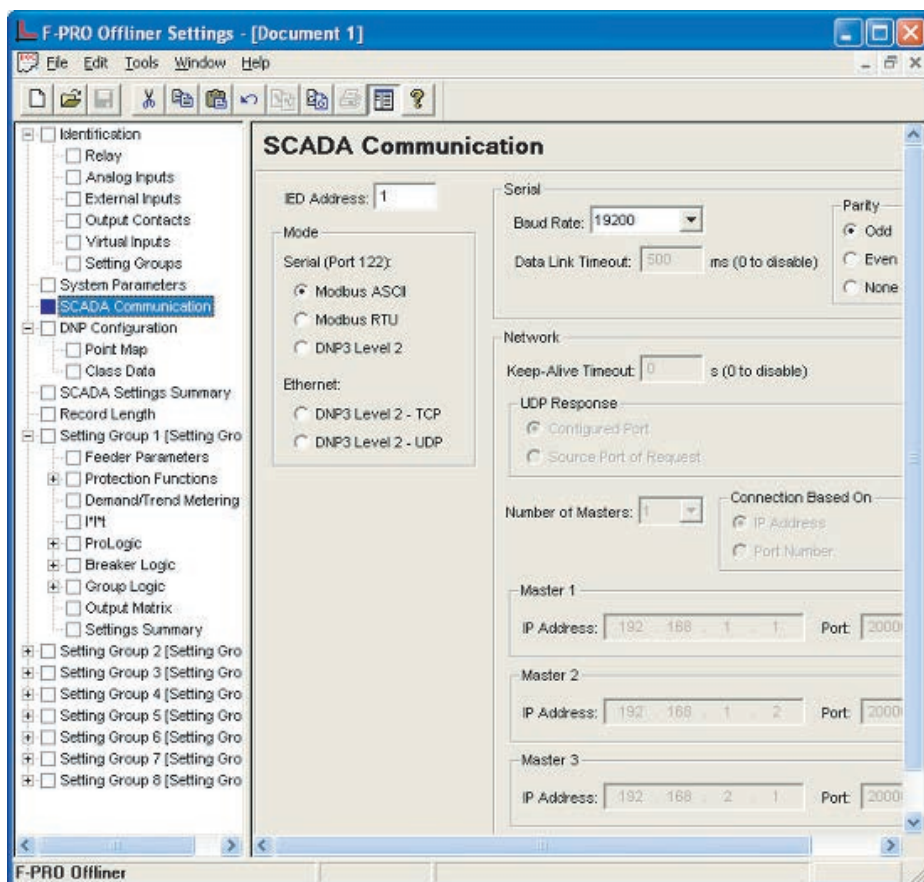 F-PRO Offliner Settings - [Document 1]
File Edit Tools Window Help
Identification
Relay
Analog Inputs
External Inputs
Output Contacts
Virtual Inputs
Setting Groups
System Parameters
SCADA Communication
DNP Configuration
Point Map
Class Data
SCADA Settings Summary
Record Length
Setting Group 1 [Setting Gro
Feeder Parameters
Protection Functions
Demand/Trend Metering
I*I*t
ProLogic
Breaker Logic
Group Logic
Output Matrix
Settings Summary
Setting Group 2 [Setting Gro
Setting Group 3 [Setting Gro
Setting Group 4 [Setting Gro
Setting Group 5 [Setting Gro
Setting Group 6 [Setting Gro
Setting Group 7 [Setting Gro
Setting Group 8 [Setting Gro
SCADA Communication
IED Address: 1
Mode
Serial (Port 122):
Modbus ASCII
Modbus RTU
DNP3 Level 2
Ethernet:
DNP3 Level 2 - TCP
DNP3 Level 2 - UDP
Serial
Baud Rate: 19200
Data Link Timeout: 500 ms (0 to disable)
Parity
Odd
Even
None
Network
Keep-Alive Timeout: 0 s (0 to disable)
UDP Response
Configured Port
Source Port of Request
Number of Masters: 1
Connection Based On
IP Address
Port Number
Master 1
IP Address: 192 . 168 . 1 . 1 Port: 2000
Master 2
IP Address: 192 . 168 . 1 . 2 Port: 2000
Master 3
IP Address: 192 . 168 . 2 . 1 Port: 2000
F-PRO Offliner